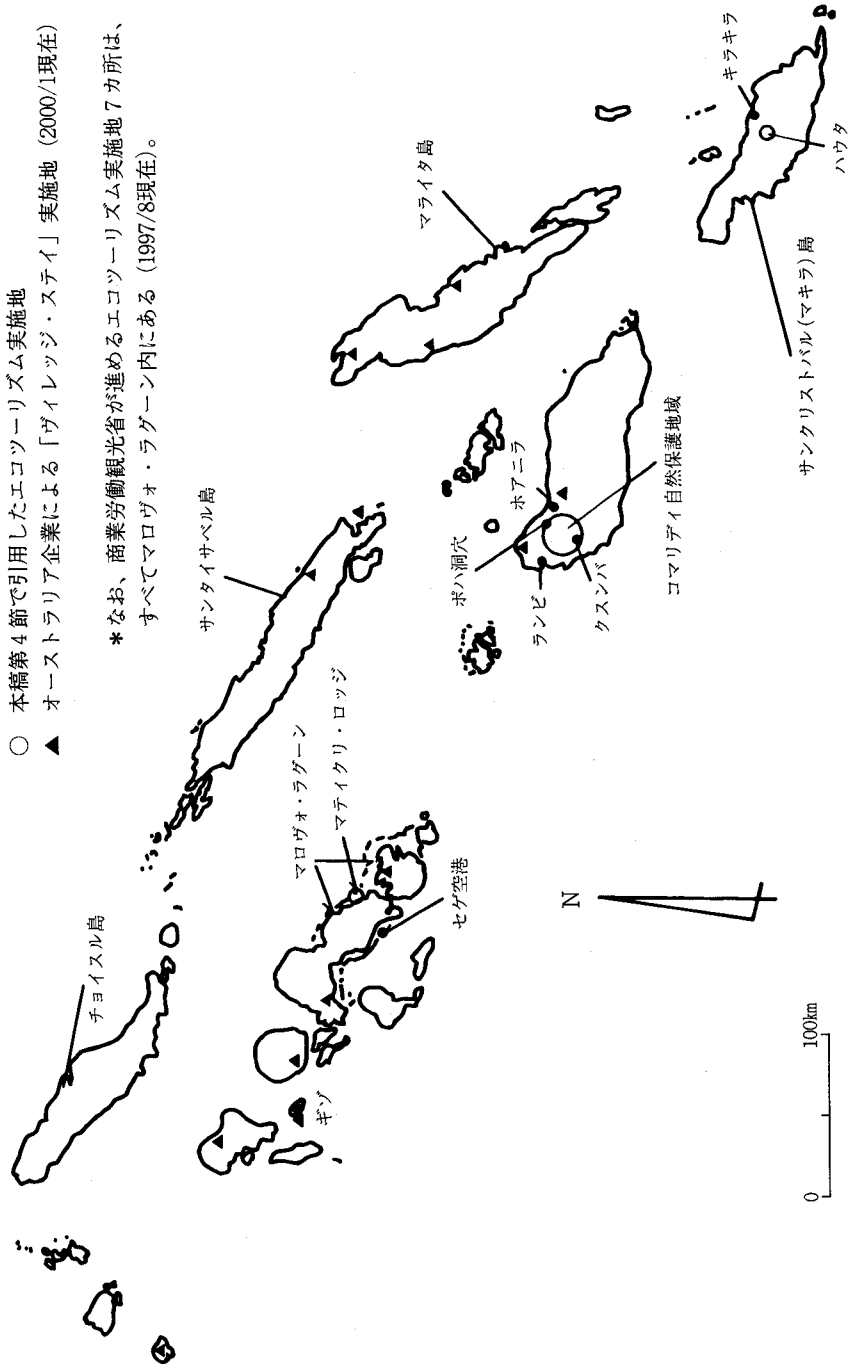 ○ 本稿第4節で引用したエコツーリズム実施地
▲ オーストラリア企業による「ヴィレッジ・ステイ」実施地 (2000/1現在)
*なお、商業労働観光省が進めるエコツーリズム実施地7カ所は、
すべてマロヴォ・ラグーン内にある (1997/8現在)。
チョイスル島
サンタイサベル島
マライタ島
マロヴォ・ラグーン
マティクリ・ロッジ
ギゾ
セゲ空港
ポハ洞穴
ホアニラ
ランビ
クスンバ
コマリディ自然保護地域
キラキラ
ハウタ
サンクリストバル(マキラ)島
N
0
100km